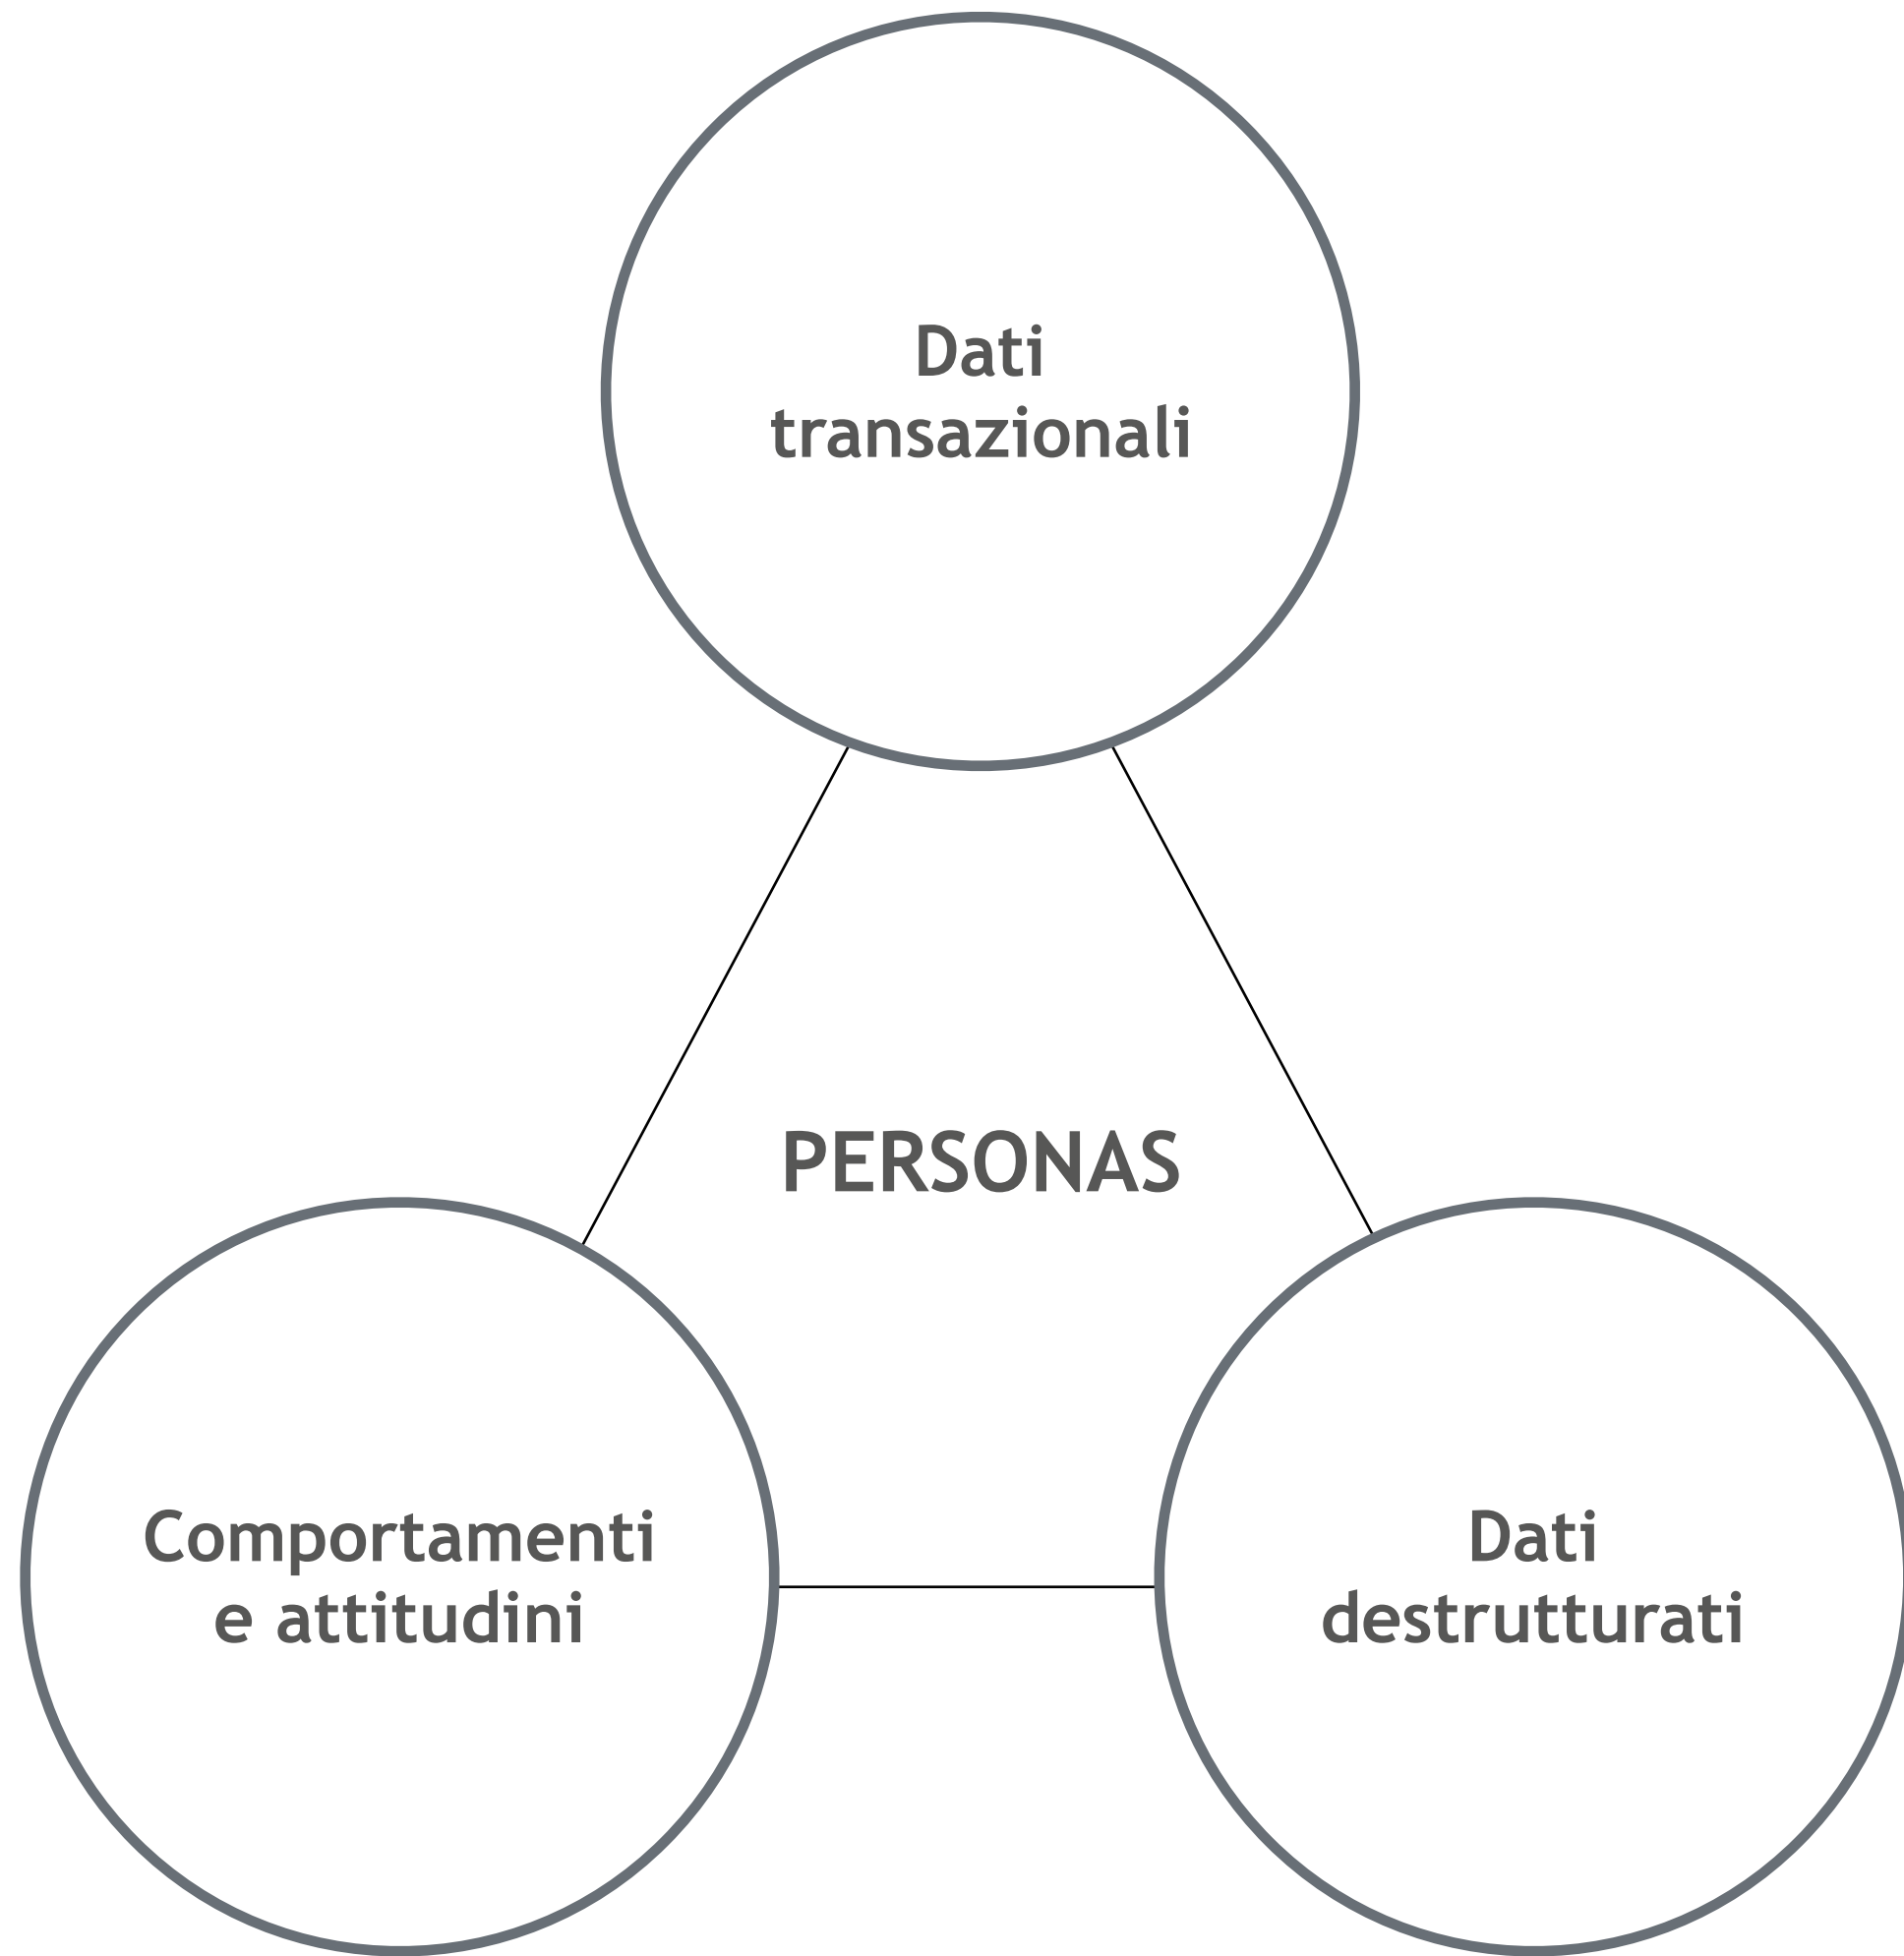 Dati
transazionali
PERSONAS
Comportamenti
e attitudini
Dati
destrutturati